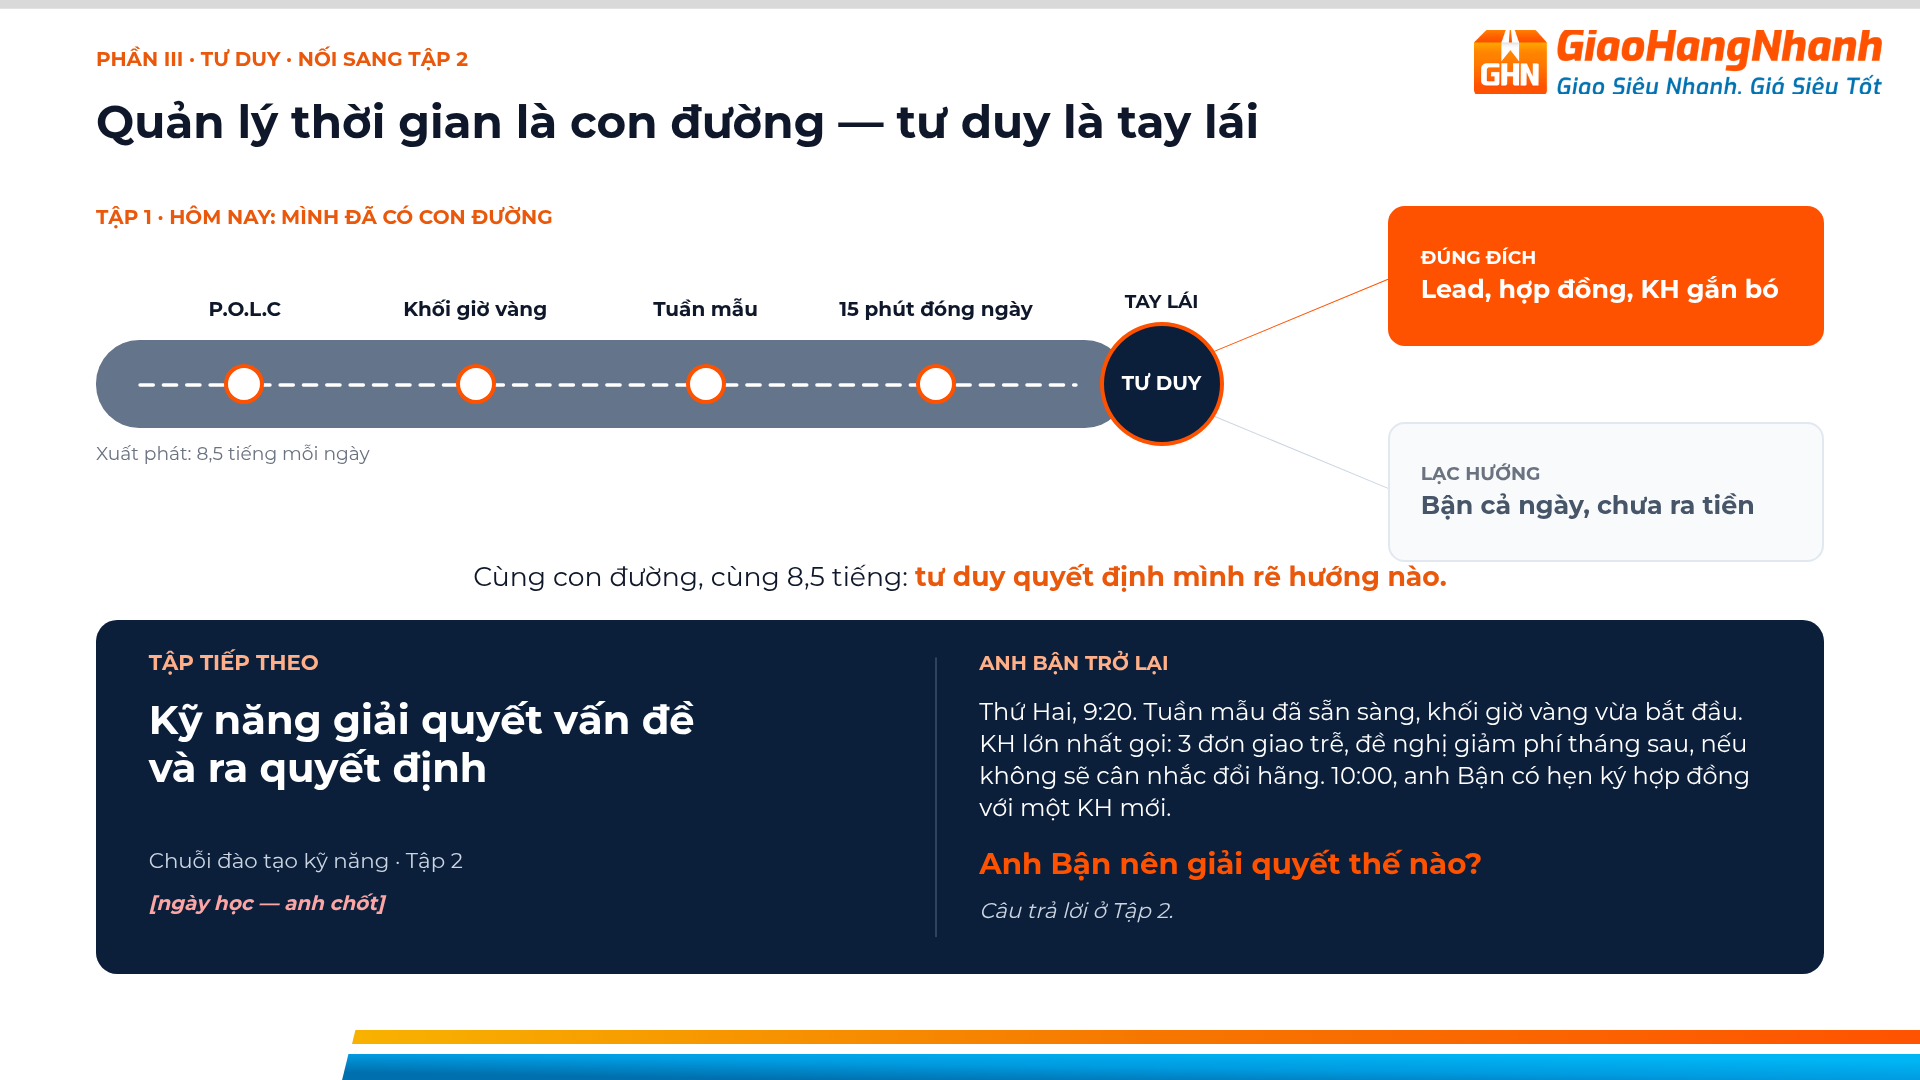 PHẦN III · TƯ DUY · NỐI SANG TẬP 2
GHN
GiaoHangNhanh
Giao Siêu Nhanh. Giá Siêu Tốt
Quản lý thời gian là con đường — tư duy là tay lái
TẬP 1 · HÔM NAY: MÌNH ĐÃ CÓ CON ĐƯỜNG
P.O.L.C
Khối giờ vàng
Tuần mẫu
15 phút đóng ngày
TAY LÁI
TƯ DUY
Xuất phát: 8,5 tiếng mỗi ngày
ĐÚNG ĐÍCH
Lead, hợp đồng, KH gắn bó
LẠC HƯỚNG
Bận cả ngày, chưa ra tiền
Cùng con đường, cùng 8,5 tiếng: tư duy quyết định mình rẽ hướng nào.
TẬP TIẾP THEO
Kỹ năng giải quyết vấn đề
và ra quyết định
Chuỗi đào tạo kỹ năng · Tập 2
[ngày học — anh chốt]
ANH BẬN TRỞ LẠI
Thứ Hai, 9:20. Tuần mẫu đã sẵn sàng, khối giờ vàng vừa bắt đầu.
KH lớn nhất gọi: 3 đơn giao trễ, đề nghị giảm phí tháng sau, nếu
không sẽ cân nhắc đổi hãng. 10:00, anh Bận có hẹn ký hợp đồng
với một KH mới.
Anh Bận nên giải quyết thế nào?
Câu trả lời ở Tập 2.